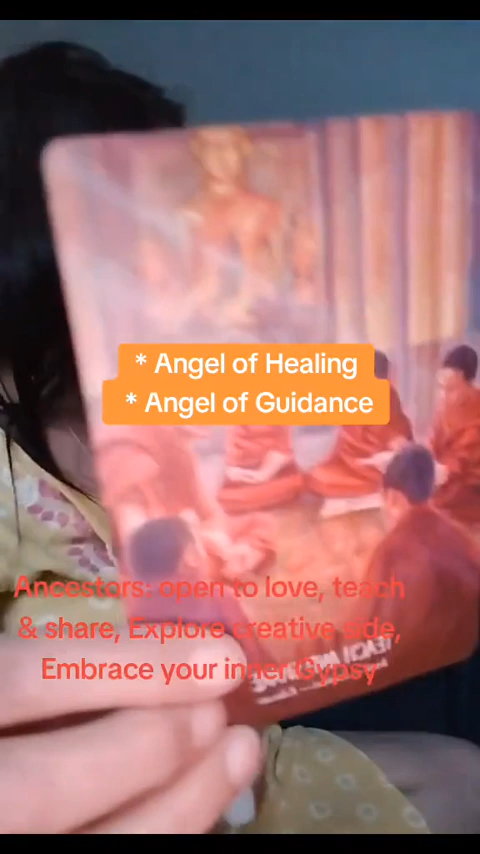 * Angel of Healing
* Angel of Guidance
Ancestors: open to love, teach
& share, Explore creative side,
Embrace your inner Gypsy